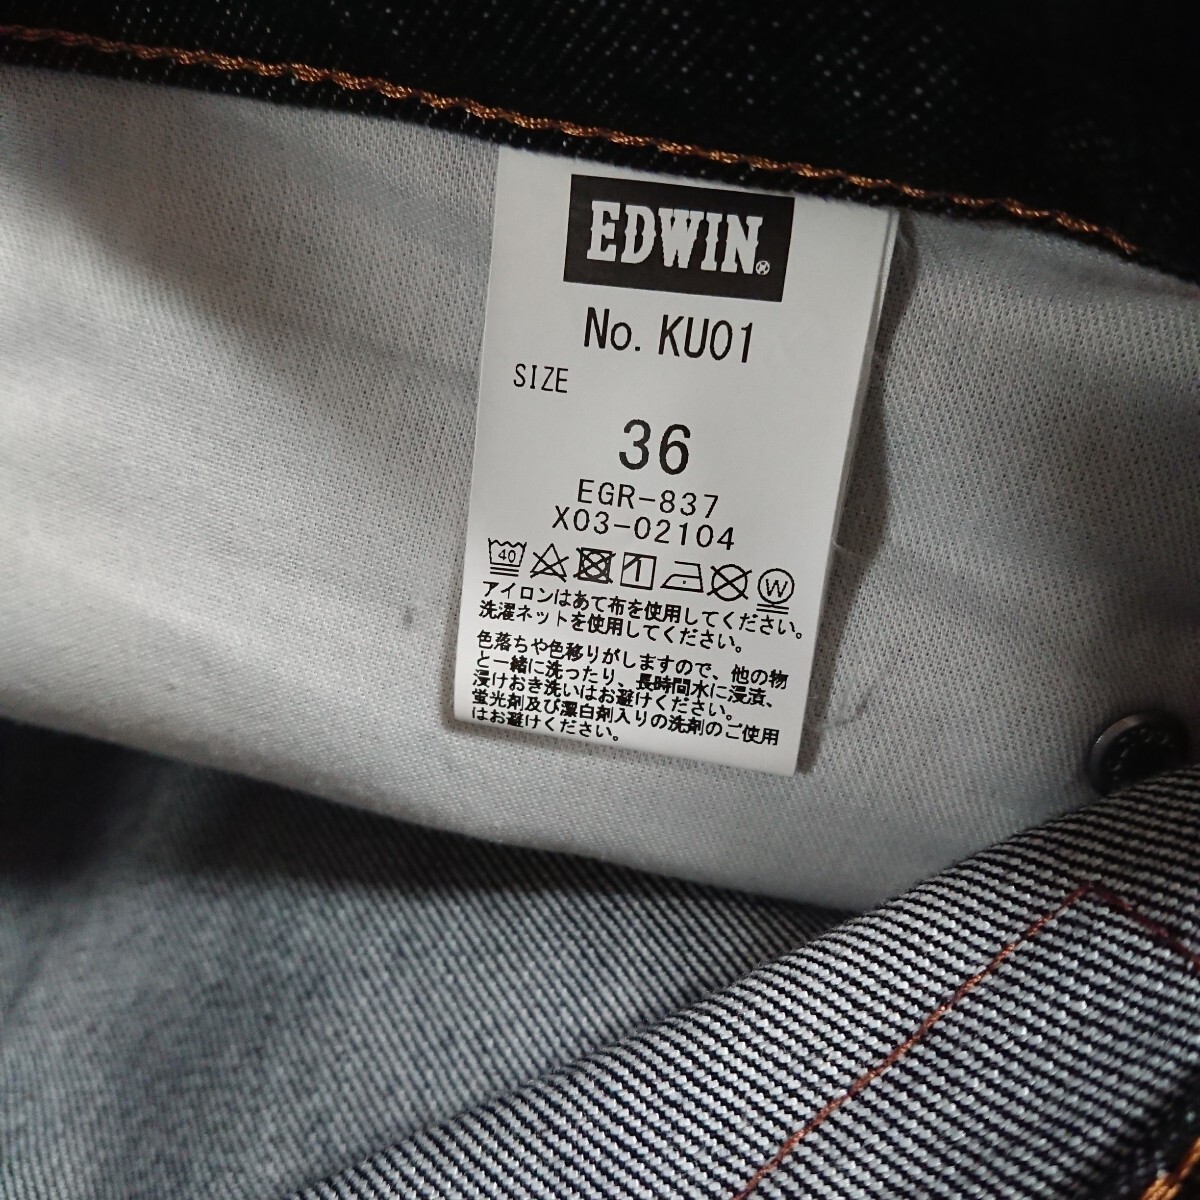 EDWIN®
No. KU01
SIZE
36
EGR-837
X03-02104
40
W
アイロンはあて布を使用してください。
洗濯ネットを使用してください。
色落ちや色移りがしますので、他の物
と一緒に洗ったり、長時間水に浸漬、
浸けおき洗いはお避けください。
蛍光剤及び漂白剤入りの洗剤のご使用
はお避けください。